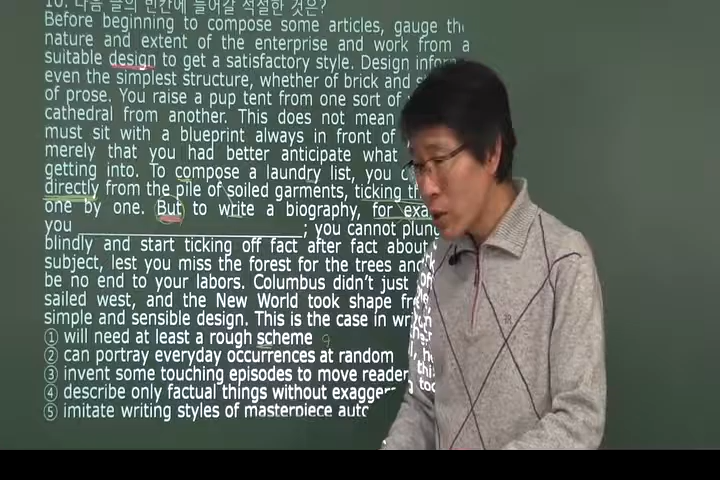 10. 다음 글의 빈칸에 들어갈 적절한 것은?
Before beginning to compose some articles, gauge the
nature and extent of the enterprise and work from a
suitable design to get a satisfactory style. Design
even the simplest structure, whether of brick and
of prose. You raise a pup tent from one sort of
cathedral from another. This does not mean
must sit with a blueprint always in front of
merely that you had better anticipate what
getting into. To compose a laundry list, you
directly from the pile of soiled garments, ticking
one by one. But to write a biography, for
you ; you cannot
blindly and start ticking off fact after fact about
subject, lest you miss the forest for the trees and
be no end to your labors. Columbus didn't just
sailed west, and the New World took shape
simple and sensible design. This is the case in
① will need at least a rough scheme
② can portray everyday occurrences at random
③ invent some touching episodes to move reader
④ describe only factual things without
⑤ imitate writing styles of masterpiece